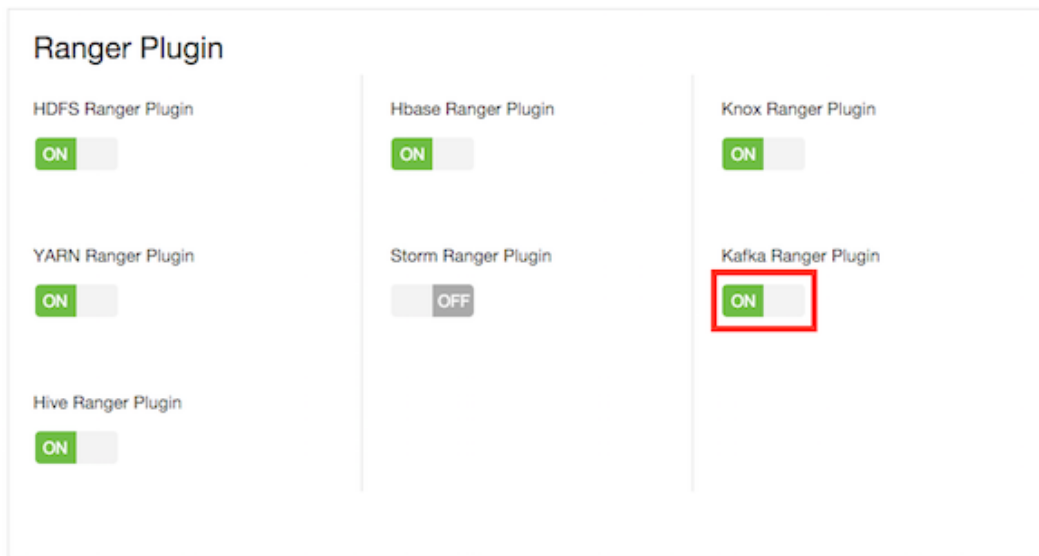 Ranger Plugin
HDFS Ranger Plugin
Hbase Ranger Plugin
Knox Ranger Plugin
ON
ON
ON
YARN Ranger Plugin
Storm Ranger Plugin
Kafka Ranger Plugin
ON
OFF
ON
Hive Ranger Plugin
ON